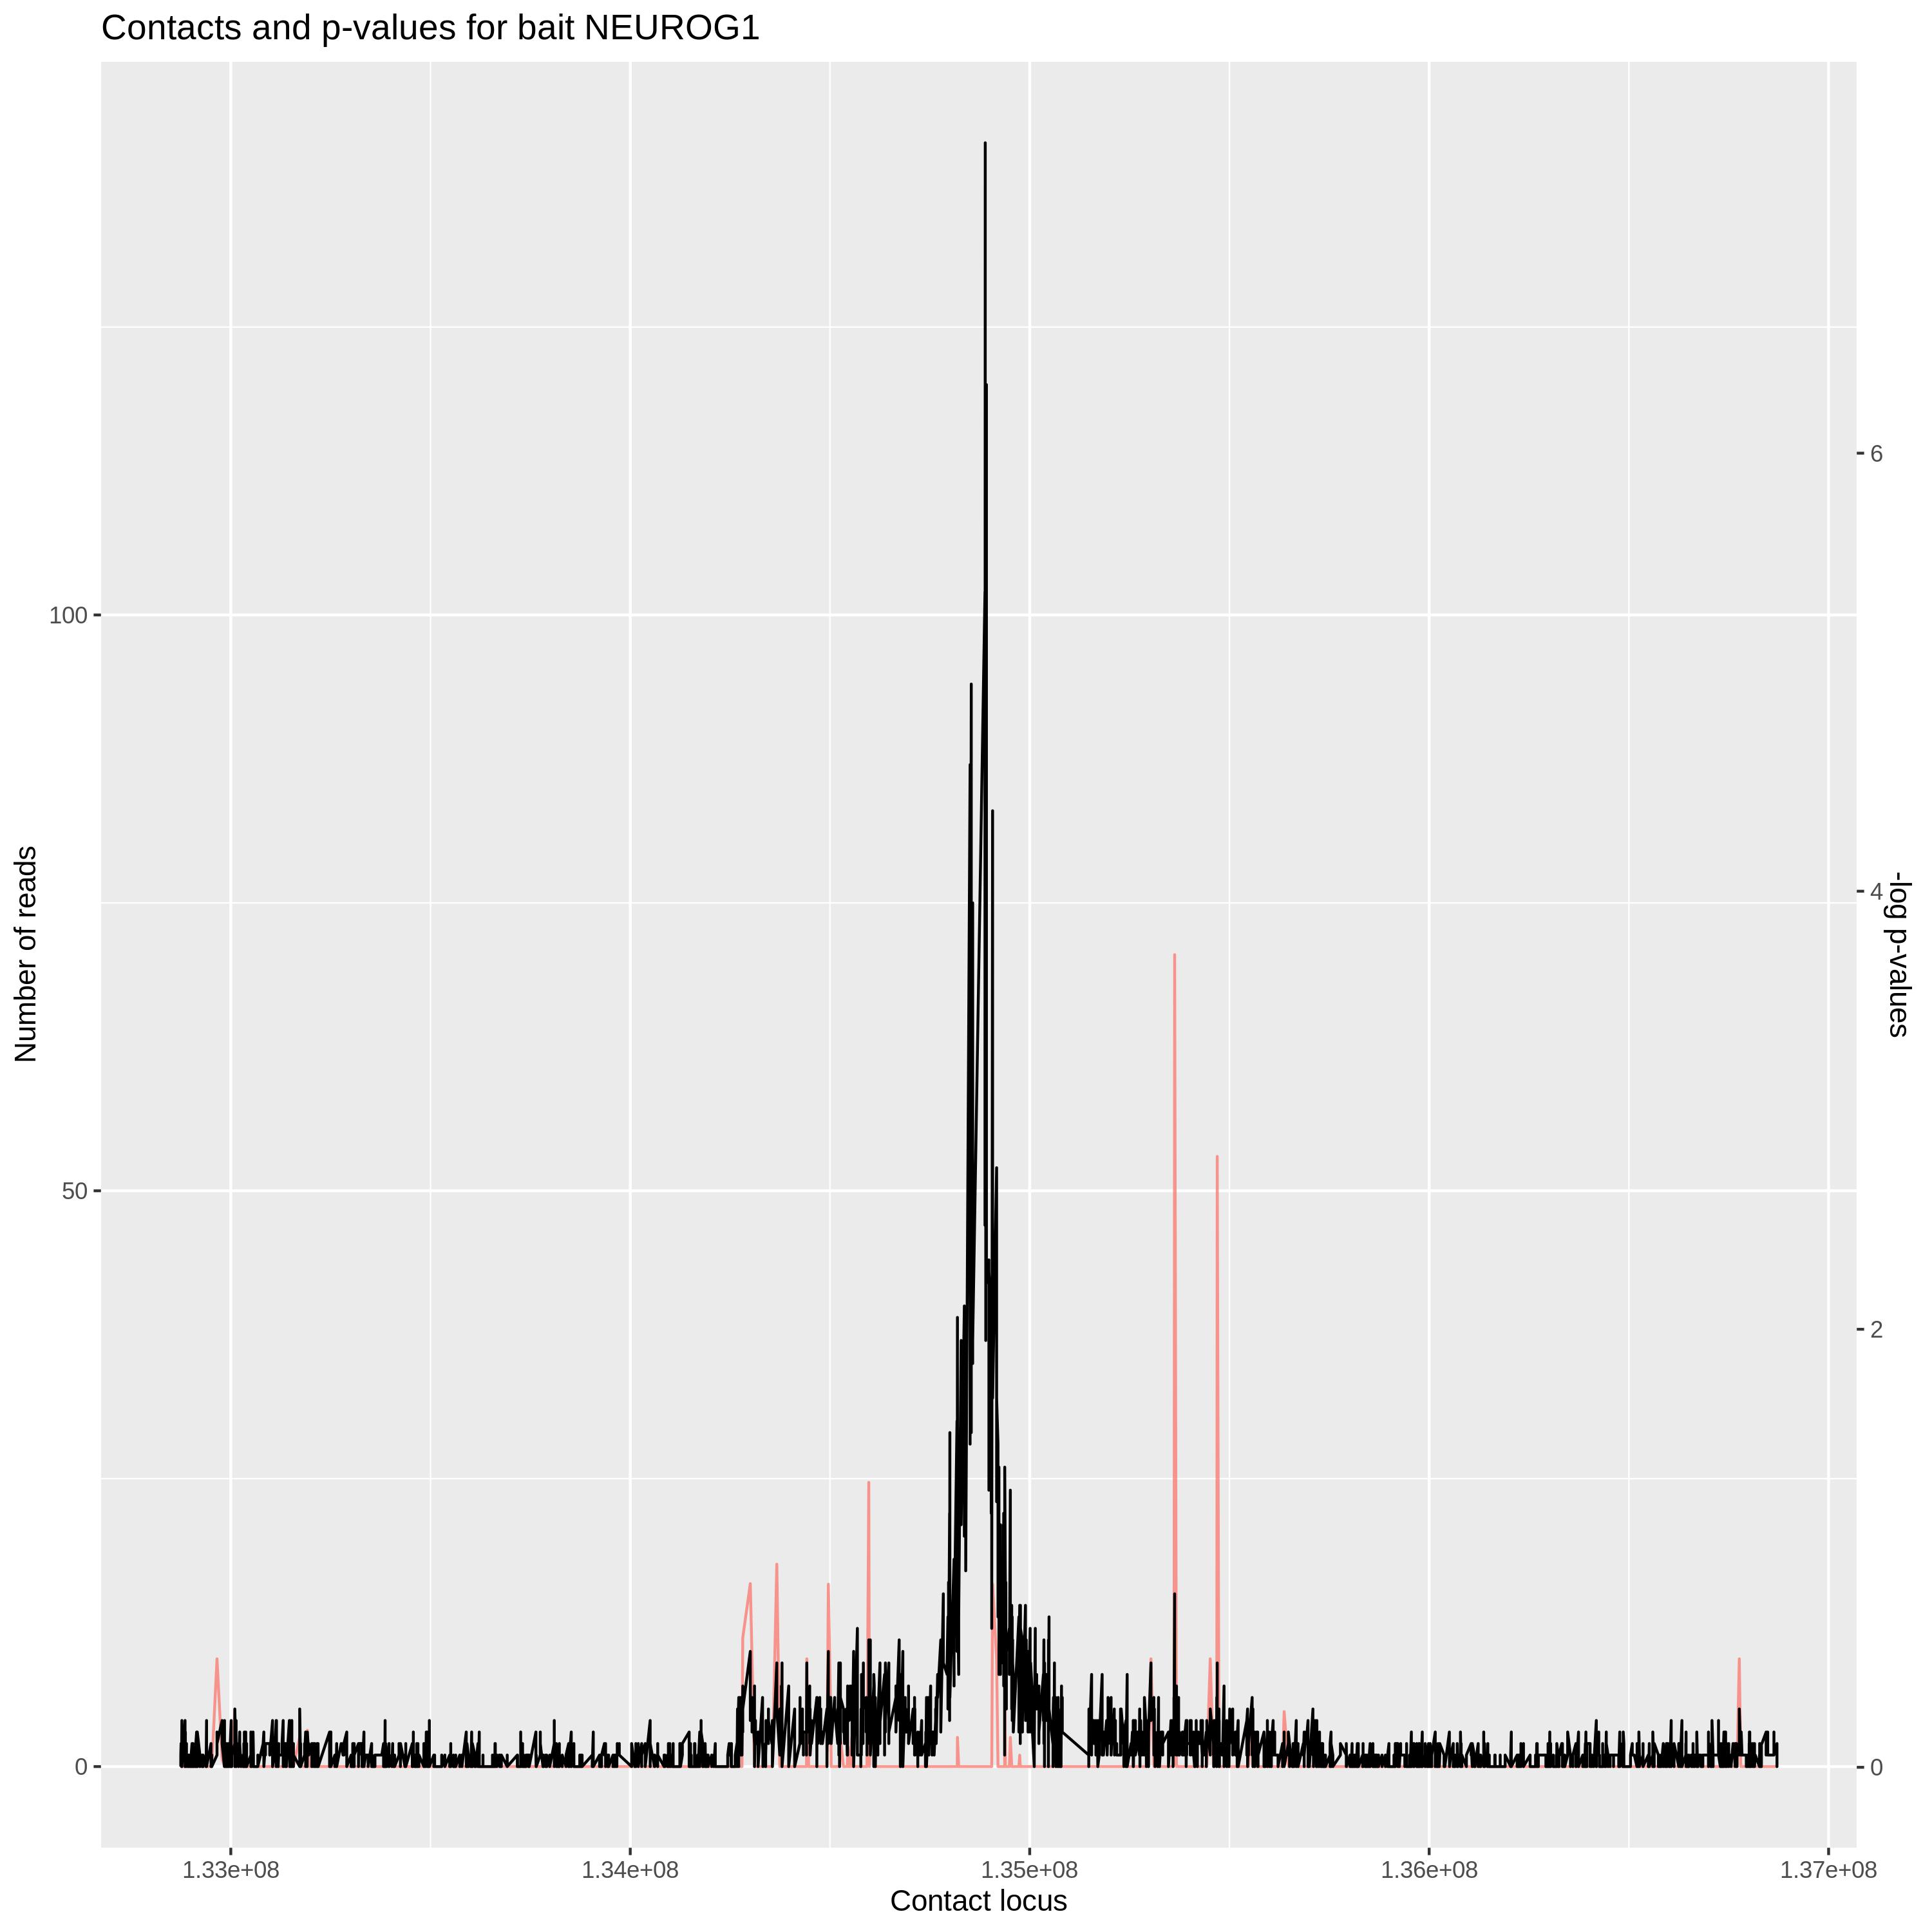 Contacts and p-values for bait NEUROG1
Number of reads
100
50
0
6
4
2
0
-log p-values
1.33e+08 1.34e+08 1.35e+08 1.36e+08 1.37e+08
Contact locus